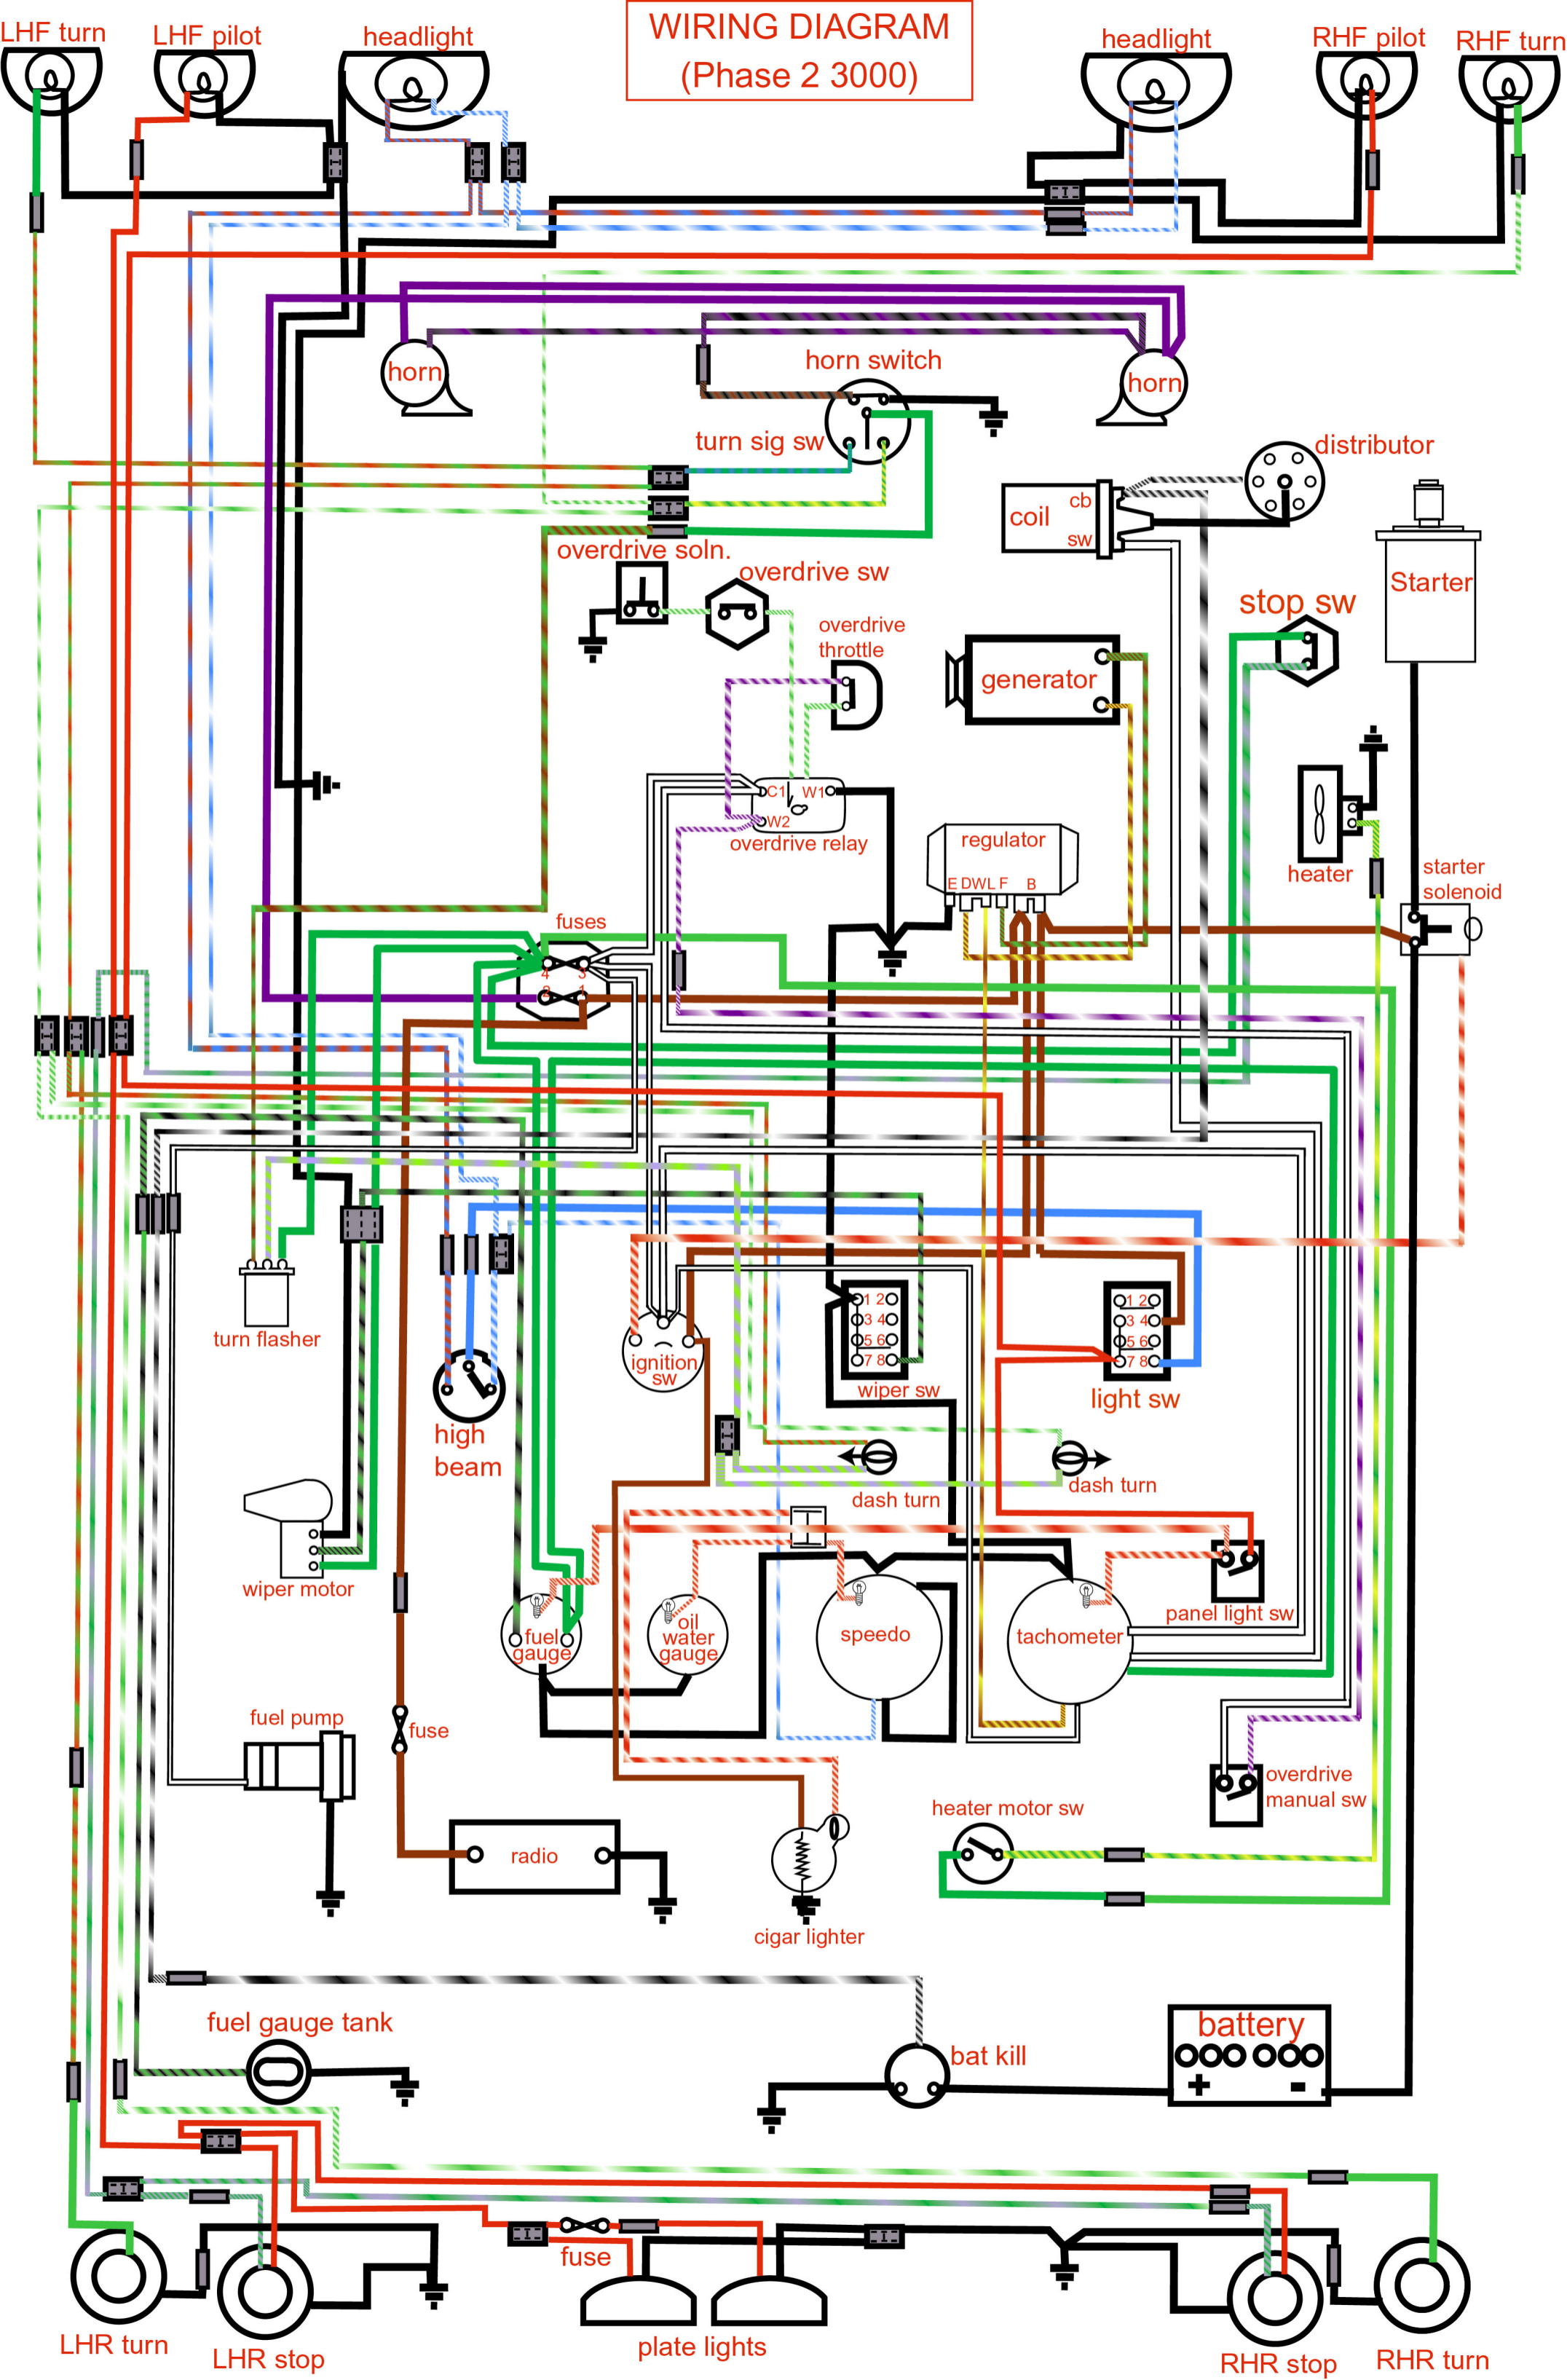 WIRING DIAGRAM
(Phase 2 3000)
LHF turn
LHF pilot
headlight
headlight
RHF pilot
RHF turn
horn
horn switch
horn
turn sig sw
distributor
coil
cb
sw
overdrive soln.
overdrive sw
Starter
stop sw
overdrive
throttle
generator
C1 W1
W2
overdrive relay
regulator
E D WL F B
heater
starter
solenoid
fuses
4 3
2 1
turn flasher
ignition
sw
1 2
3 4
5 6
7 8
wiper sw
1 2
3 4
5 6
7 8
light sw
high
beam
dash turn
dash turn
wiper motor
panel light sw
fuel
gauge
oil
water
gauge
speedo
tachometer
fuel pump
fuse
overdrive
manual sw
heater motor sw
radio
cigar lighter
fuel gauge tank
bat kill
battery
+ -
fuse
LHR turn
LHR stop
plate lights
RHR stop
RHR turn